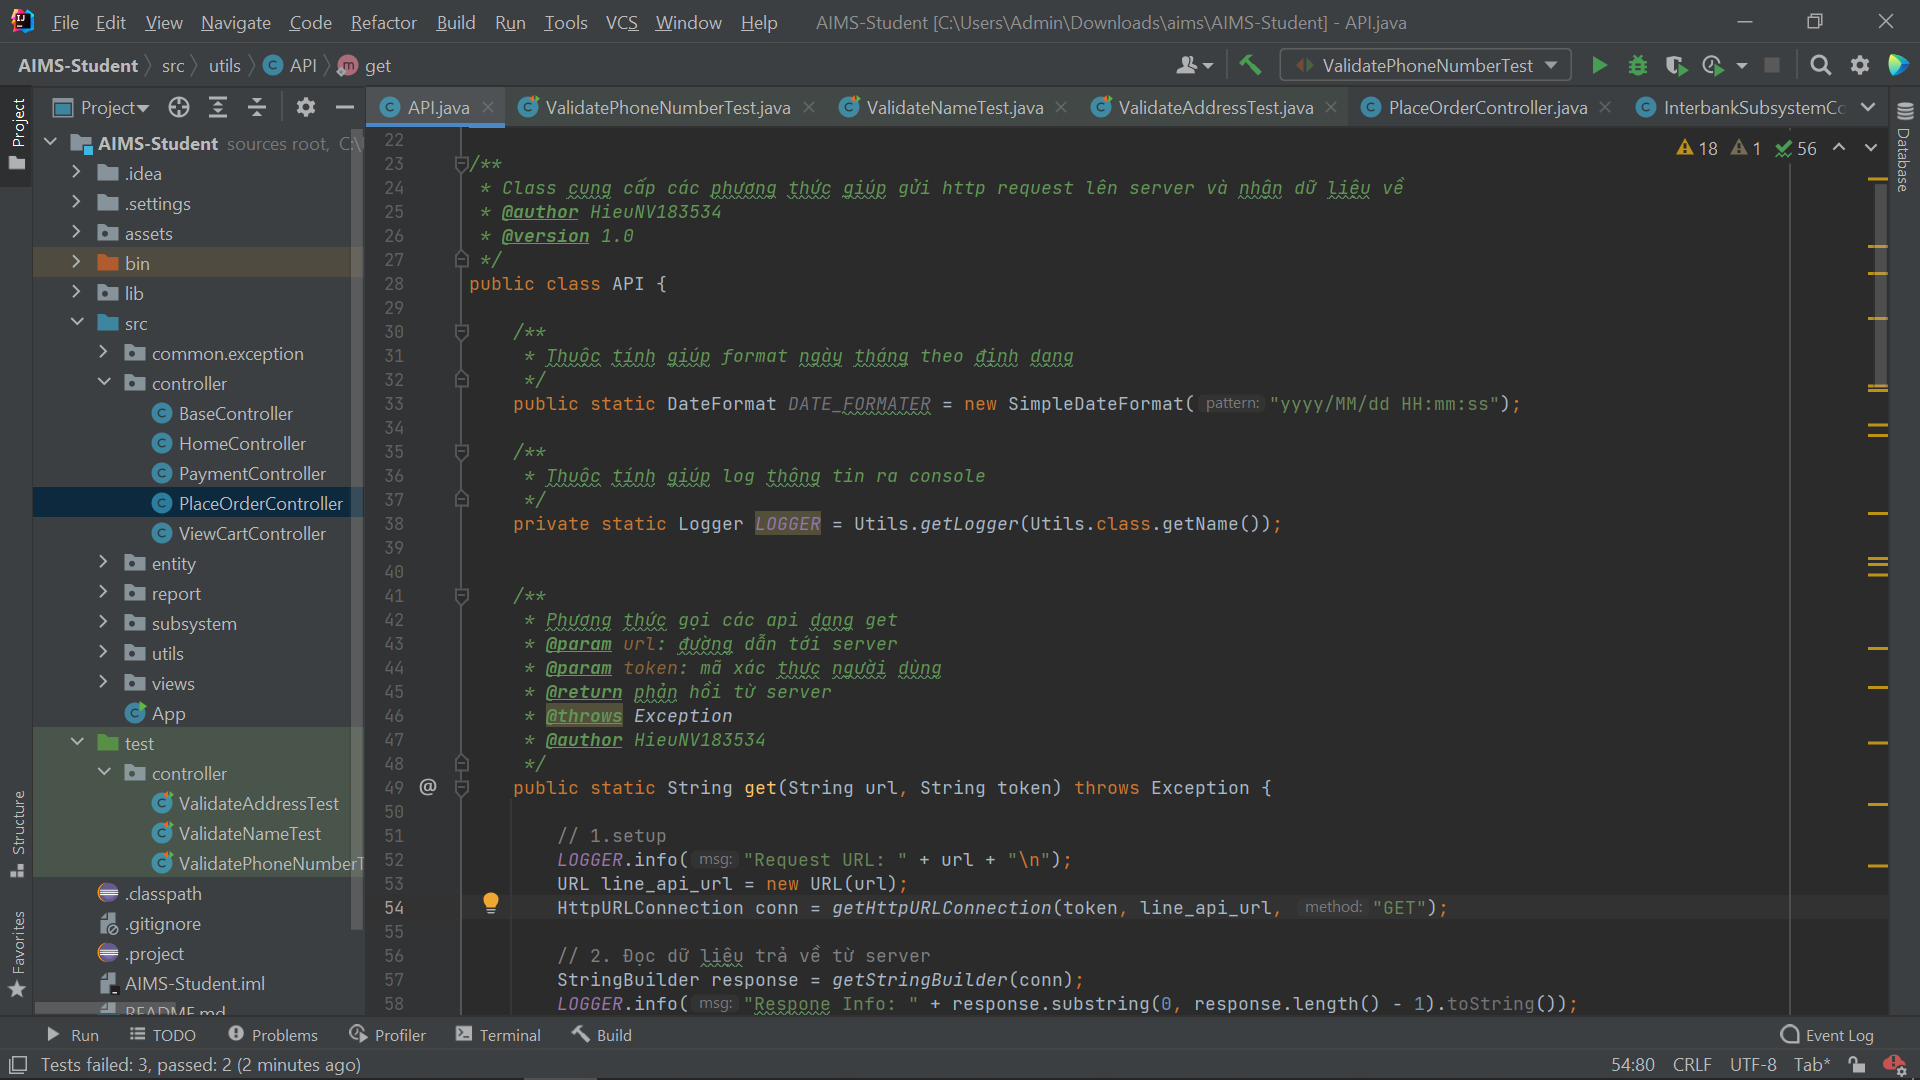 File Edit View Navigate Code Refactor Build Run Tools VCS Window Help AIMS-Student [C:\Users\Admin\Downloads\aims\AIMS-Student] - API.java
AIMS-Student src utils API get ValidatePhoneNumberTest
Project
Project
API.java ValidatePhoneNumberTest.java ValidateNameTest.java ValidateAddressTest.java PlaceOrderController.java InterbankSubsystemCo
AIMS-Student sources root, C:\
.idea
.settings
assets
bin
lib
src
common.exception
controller
BaseController
HomeController
PaymentController
PlaceOrderController
ViewCartController
entity
report
subsystem
utils
views
App
test
controller
ValidateAddressTest
ValidateNameTest
ValidatePhoneNumberT
.classpath
.gitignore
.project
AIMS-Student.iml
README.md
Structure
Favorites
Database
18 1 56
22
23 /**
24 * Class cung cấp các phương thức giúp gửi http request lên server và nhận dữ liệu về
25 * @author HieuNV183534
26 * @version 1.0
27 */
28 public class API {
29
30 /**
31 * Thuộc tính giúp format ngày tháng theo định dạng
32 */
33 public static DateFormat DATE_FORMATER = new SimpleDateFormat( pattern: "yyyy/MM/dd HH:mm:ss");
34
35 /**
36 * Thuộc tính giúp log thông tin ra console
37 */
38 private static Logger LOGGER = Utils.getLogger(Utils.class.getName());
39
40
41 /**
42 * Phương thức gọi các api dạng get
43 * @param url: đường dẫn tới server
44 * @param token: mã xác thực người dùng
45 * @return phản hồi từ server
46 * @throws Exception
47 * @author HieuNV183534
48 */
49 @ public static String get(String url, String token) throws Exception {
50
51 // 1.setup
52 LOGGER.info( msg: "Request URL: " + url + "\n");
53 URL line_api_url = new URL(url);
54 HttpURLConnection conn = getHttpURLConnection(token, line_api_url, method: "GET");
55
56 // 2. Đọc dữ liệu trả về từ server
57 StringBuilder response = getStringBuilder(conn);
58 LOGGER.info( msg: "Respone Info: " + response.substring(0, response.length() - 1).toString());
Run TODO Problems Profiler Terminal Build Event Log
Tests failed: 3, passed: 2 (2 minutes ago) 54:80 CRLF UTF-8 Tab*